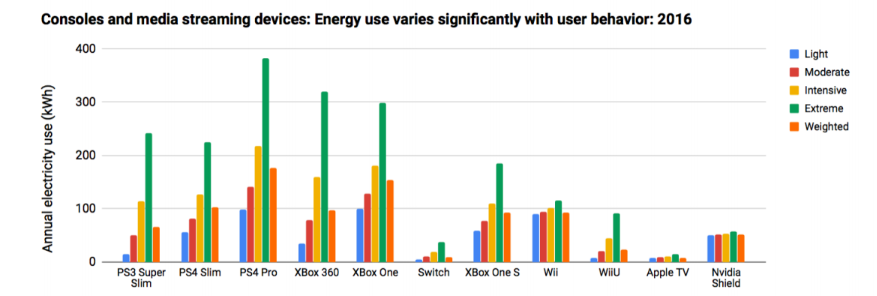 Consoles and media streaming devices: Energy use varies significantly with user behavior: 2016
Annual electricity use (kWh)
400
300
200
100
0
PS3 Super
Slim
PS4 Slim
PS4 Pro
XBox 360
XBox One
Switch
XBox One S
Wii
WiiU
Apple TV
Nvidia
Shield
Light
Moderate
Intensive
Extreme
Weighted